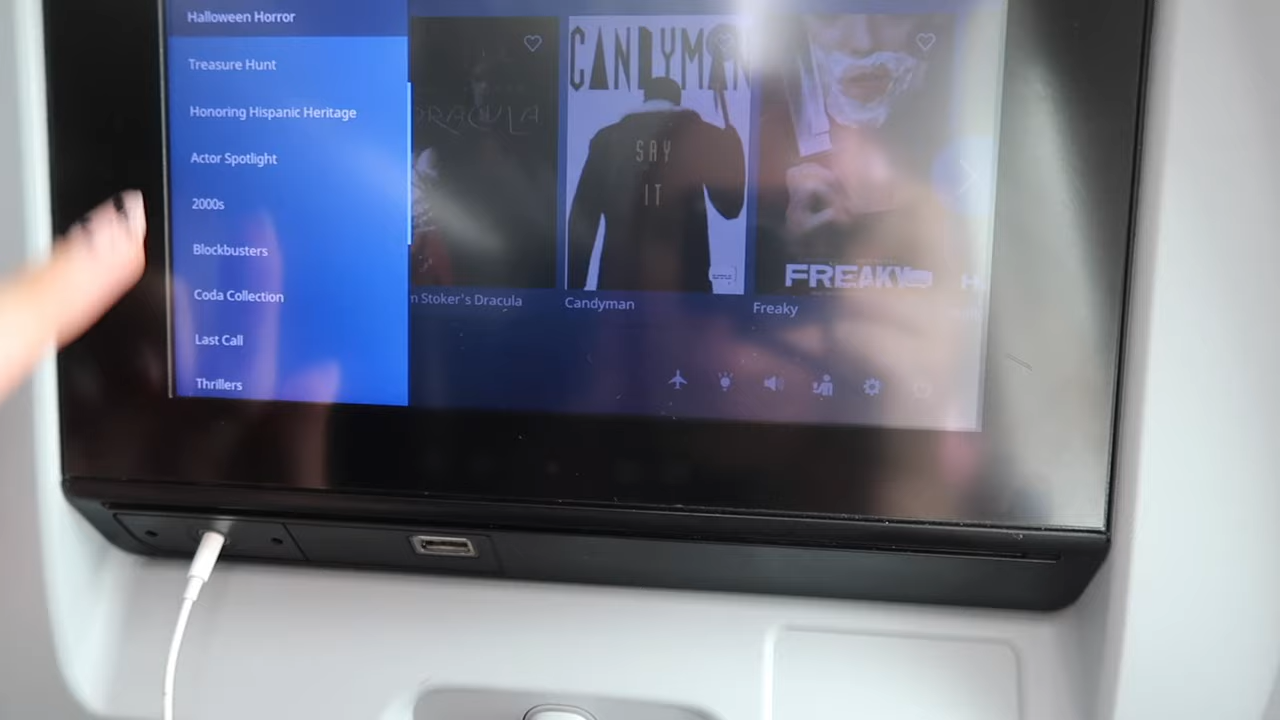 Halloween Horror
Treasure Hunt
Honoring Hispanic Heritage
Actor Spotlight
2000s
Blockbusters
Coda Collection
Last Call
Thrillers
DRACULA
CANDYMAN
SAY
IT
FREAKY
n Stoker's Dracula
Candyman
Freaky